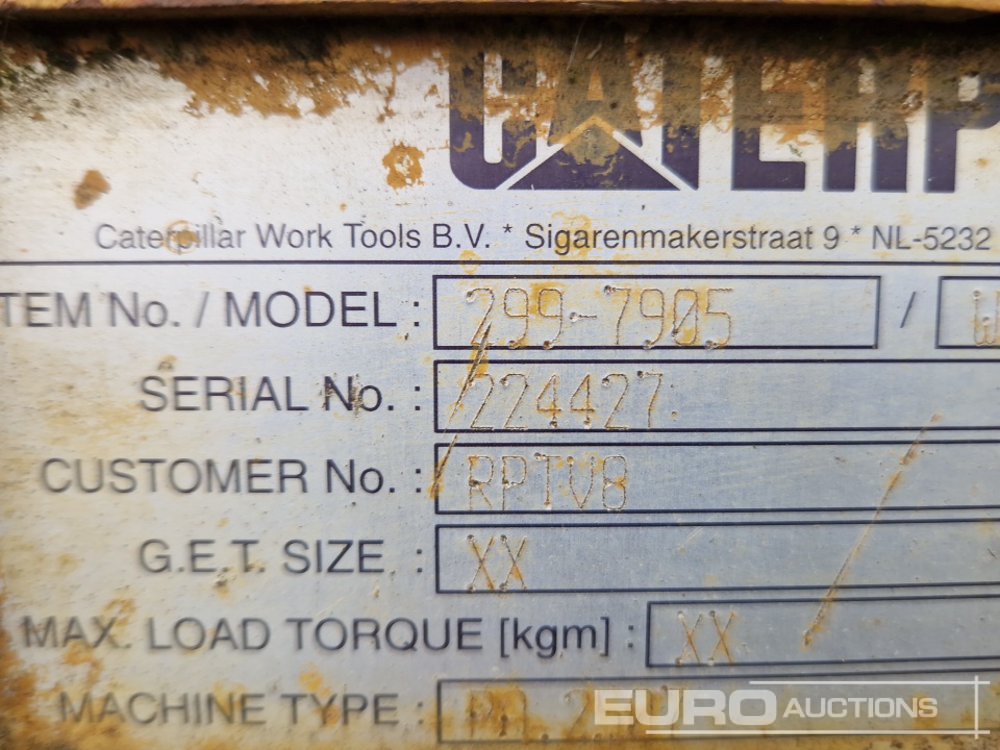 CATERP
Caterpillar Work Tools B.V. * Sigarenmakerstraat 9 * NL-5232
TEM No. / MODEL : 299-7905 / W
SERIAL No. : 224427
CUSTOMER No. : RPTV8
G.E.T. SIZE : XX
MAX. LOAD TORQUE [kgm] : XX
MACHINE TYPE :
EURO AUCTIONS